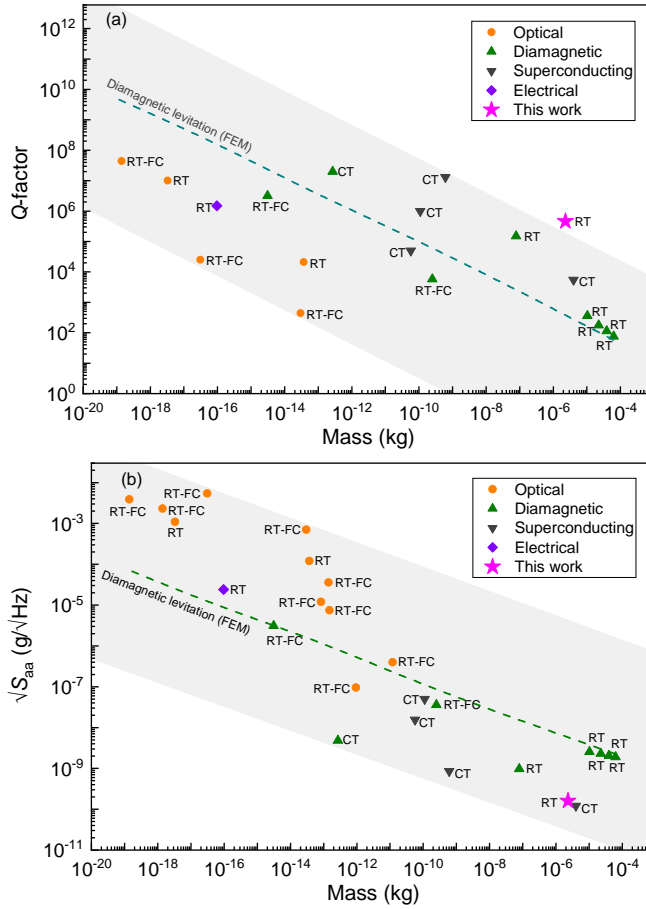 (a)
Optical
Diamagnetic
Superconducting
Electrical
This work
Diamagnetic levitation (FEM)
10^12
10^10
10^8
10^6
10^4
10^2
10^0
Q-factor
RT-FC
RT
RT
RT-FC
CT
CT
CT
RT
RT
RT-FC
RT
CT
RT-FC
RT-FC
RT
RT
RT
RT
10^-20
10^-18
10^-16
10^-14
10^-12
10^-10
10^-8
10^-6
10^-4
Mass (kg)
(b)
Optical
Diamagnetic
Superconducting
Electrical
This work
10^-3
10^-5
10^-7
10^-9
10^-11
√S_aa (g/√Hz)
RT-FC
RT-FC
RT-FC
RT
RT-FC
RT
RT-FC
RT
RT-FC
RT-FC
Diamagnetic levitation (FEM)
RT-FC
RT-FC
RT-FC
CT
RT-FC
CT
CT
RT
RT
RT
RT
CT
RT
RT
CT
10^-20
10^-18
10^-16
10^-14
10^-12
10^-10
10^-8
10^-6
10^-4
Mass (kg)